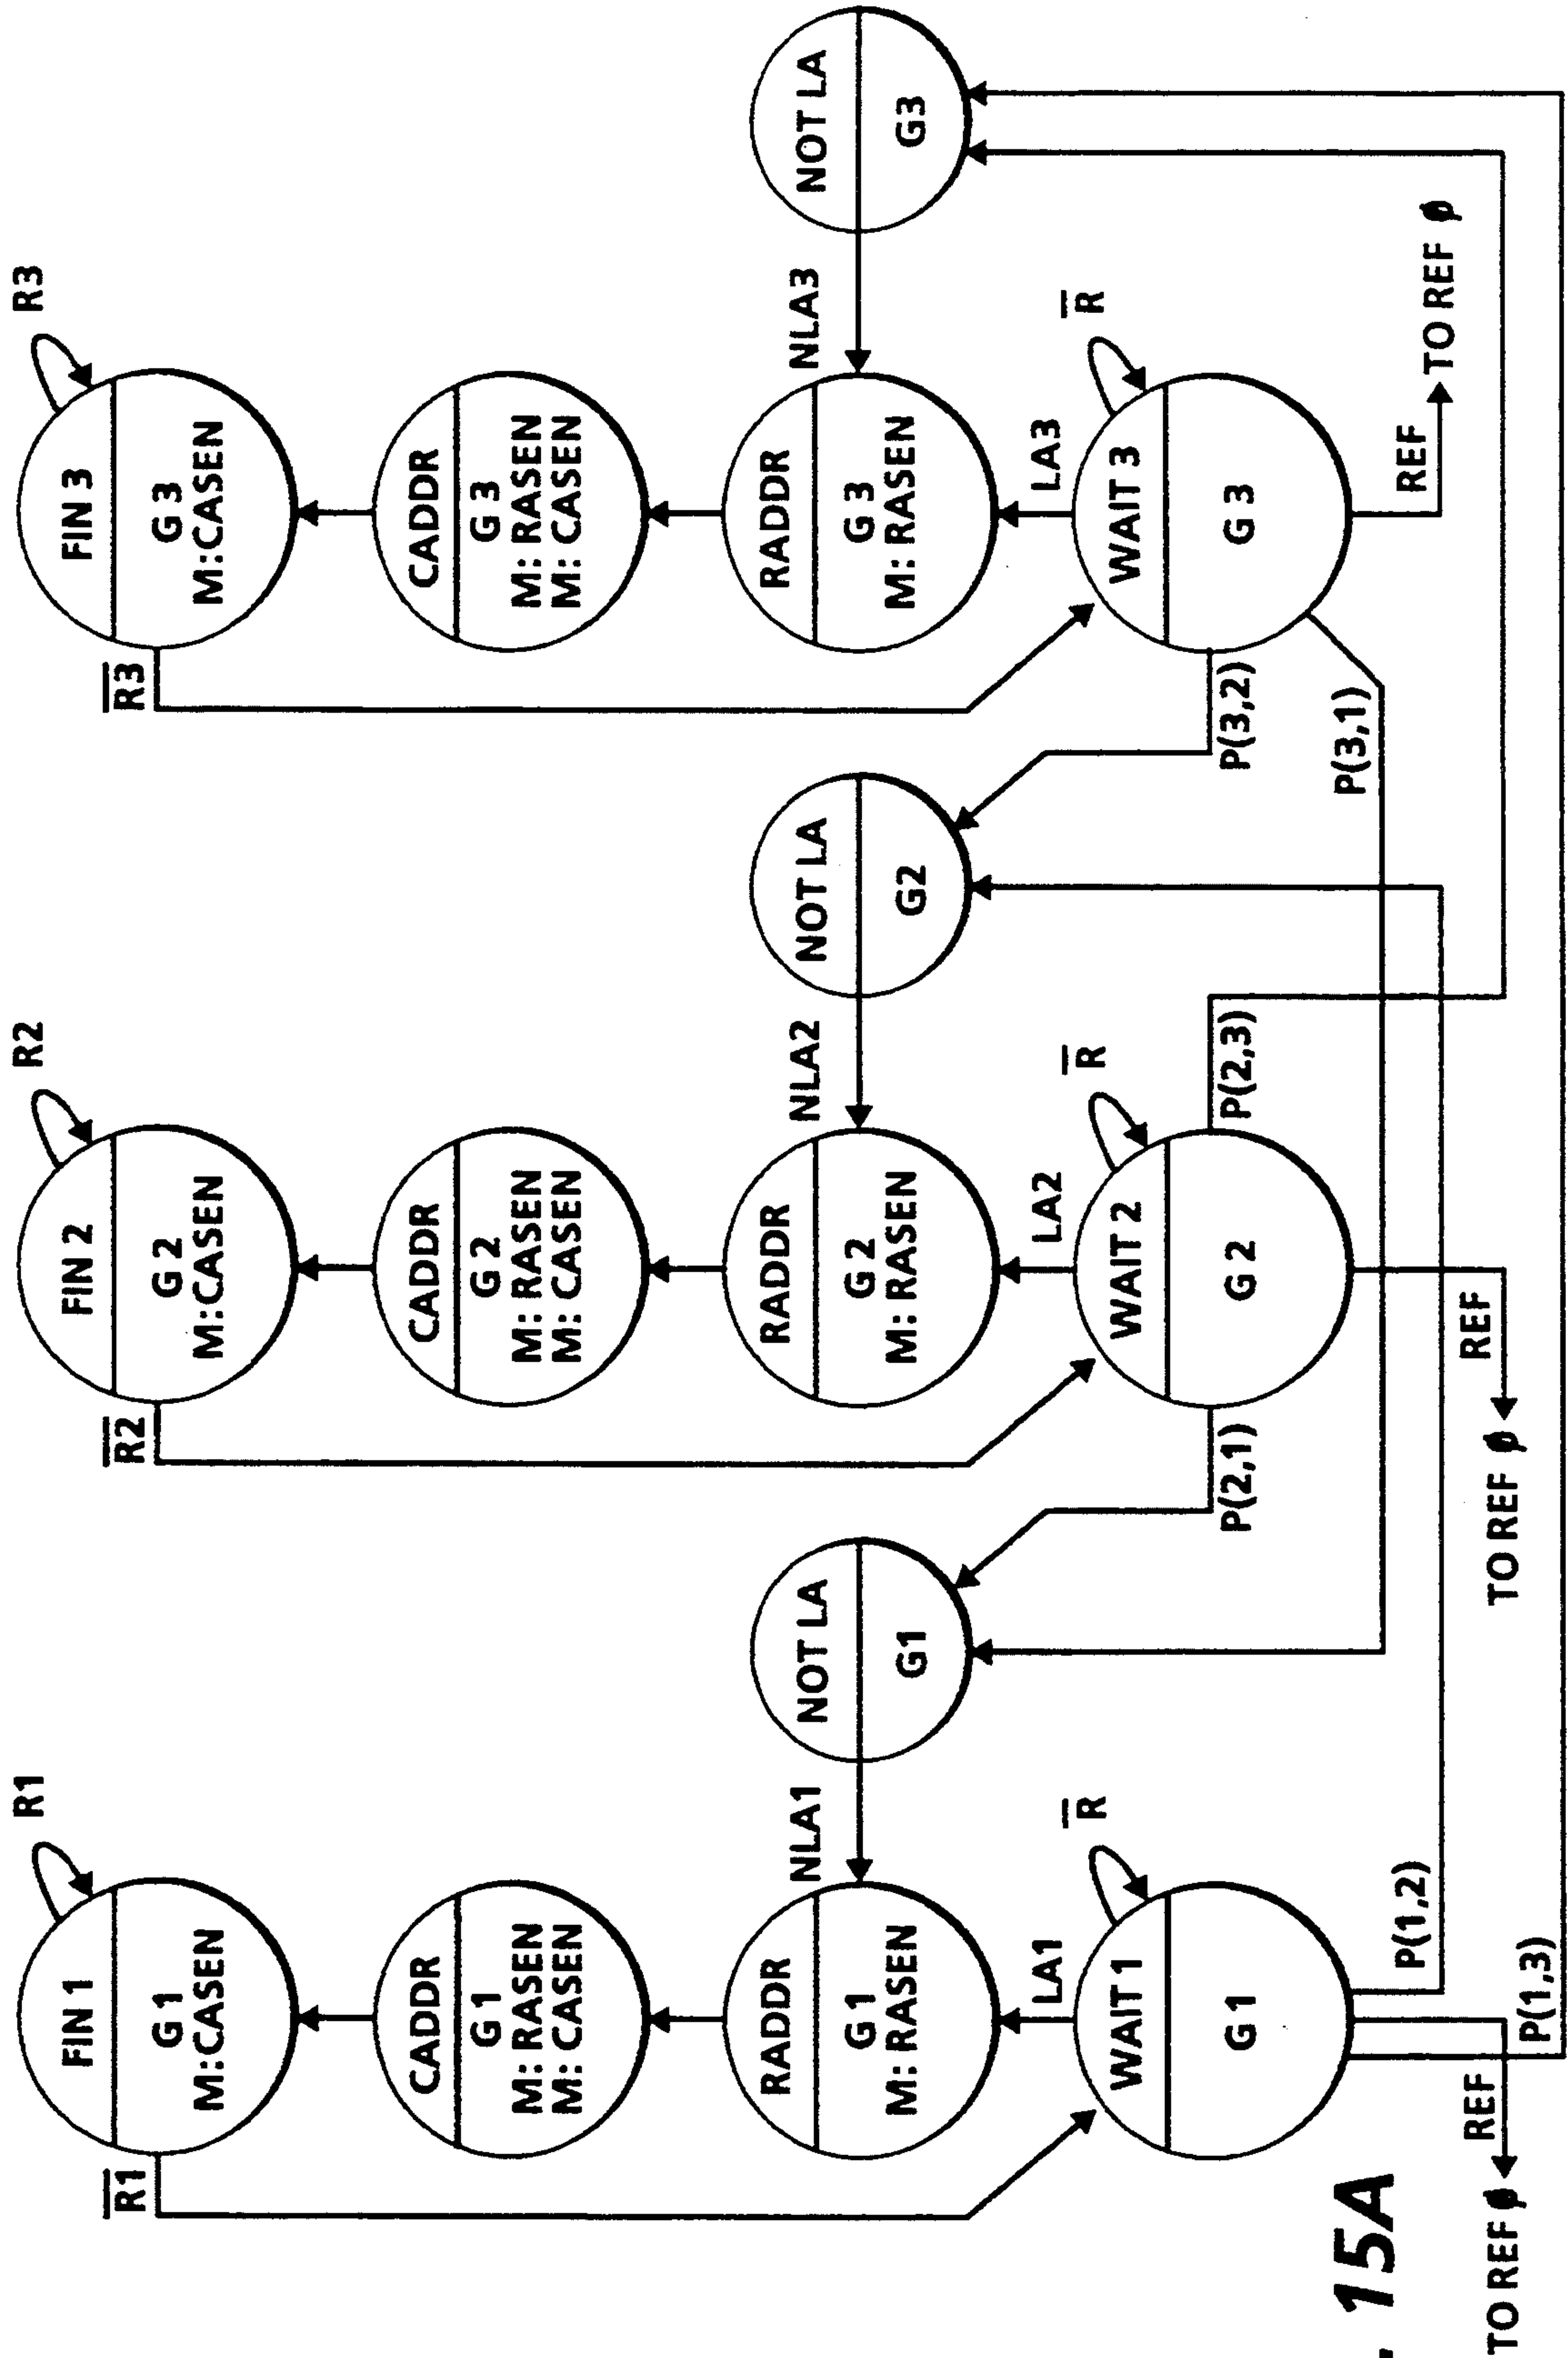 R1
R̅1̅
FIN 1
G 1
M:CASEN
CADDR
G 1
M: RASEN
M: CASEN
RADDR
G 1
M: RASEN
NLA1
NOT LA
G1
LA1
R̅
WAIT 1
G 1
P(1,2)
P(1,3)
REF
TO REF ϕ
R2
R̅2̅
FIN 2
G 2
M:CASEN
CADDR
G 2
M: RASEN
M: CASEN
RADDR
G 2
M: RASEN
NLA2
NOT LA
G2
LA2
R̅
WAIT 2
G 2
P(2,1)
P(2,3)
REF
TO REF ϕ
R3
R̅3̅
FIN 3
G 3
M:CASEN
CADDR
G 3
M: RASEN
M: CASEN
RADDR
G 3
M: RASEN
NLA3
NOT LA
G3
LA3
R̅
WAIT 3
G 3
P(3,2)
P(3,1)
REF
TO REF ϕ
15A